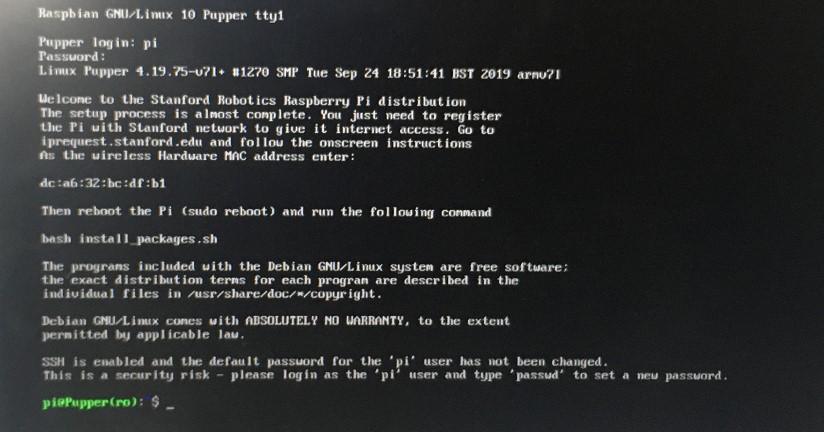 Raspbian GNU/Linux 10 Pupper tty1
Pupper login: pi
Password:
Linux Pupper 4.19.75-v7l+ #1270 SMP Tue Sep 24 18:51:41 BST 2019 armv7l
Welcome to the Stanford Robotics Raspberry Pi distribution
The setup process is almost complete. You just need to register
the Pi with Stanford network to give it internet access. Go to
iprequest.stanford.edu and follow the onscreen instructions
As the wireless Hardware MAC address enter:
dc:a6:32:bc:df:b1
Then reboot the Pi (sudo reboot) and run the following command
bash install_packages.sh
The programs included with the Debian GNU/Linux system are free software;
the exact distribution terms for each program are described in the
individual files in /usr/share/doc/*/copyright.
Debian GNU/Linux comes with ABSOLUTELY NO WARRANTY, to the extent
permitted by applicable law.
SSH is enabled and the default password for the 'pi' user has not been changed.
This is a security risk - please login as the 'pi' user and type 'passwd' to set a new password.
pi@Pupper(ro):~$ _